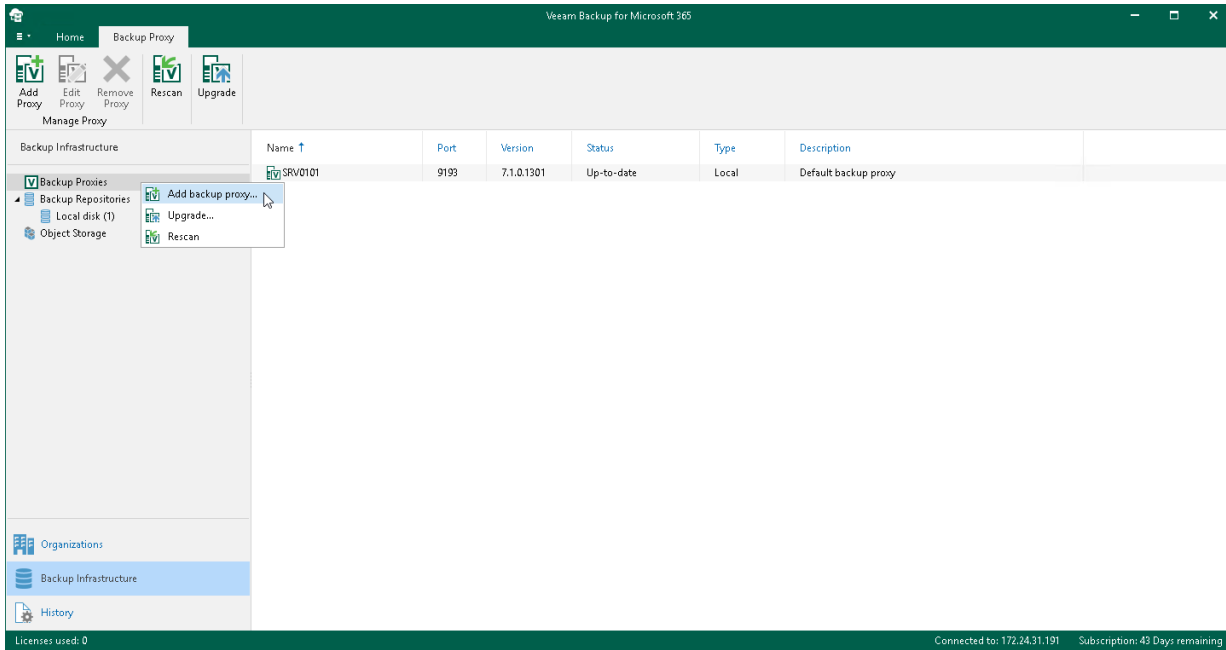 Veeam Backup for Microsoft 365
Home Backup Proxy
Add Proxy
Edit Proxy
Remove Proxy
Rescan
Upgrade
Manage Proxy
Backup Infrastructure
Name Port Version Status Type Description
SRV0101 9193 7.1.0.1301 Up-to-date Local Default backup proxy
Backup Proxies
Add backup proxy...
Backup Repositories
Upgrade...
Local disk (1)
Object Storage
Rescan
Organizations
Backup Infrastructure
History
Licenses used: 0 Connected to: 172.24.31.191 Subscription: 43 Days remaining